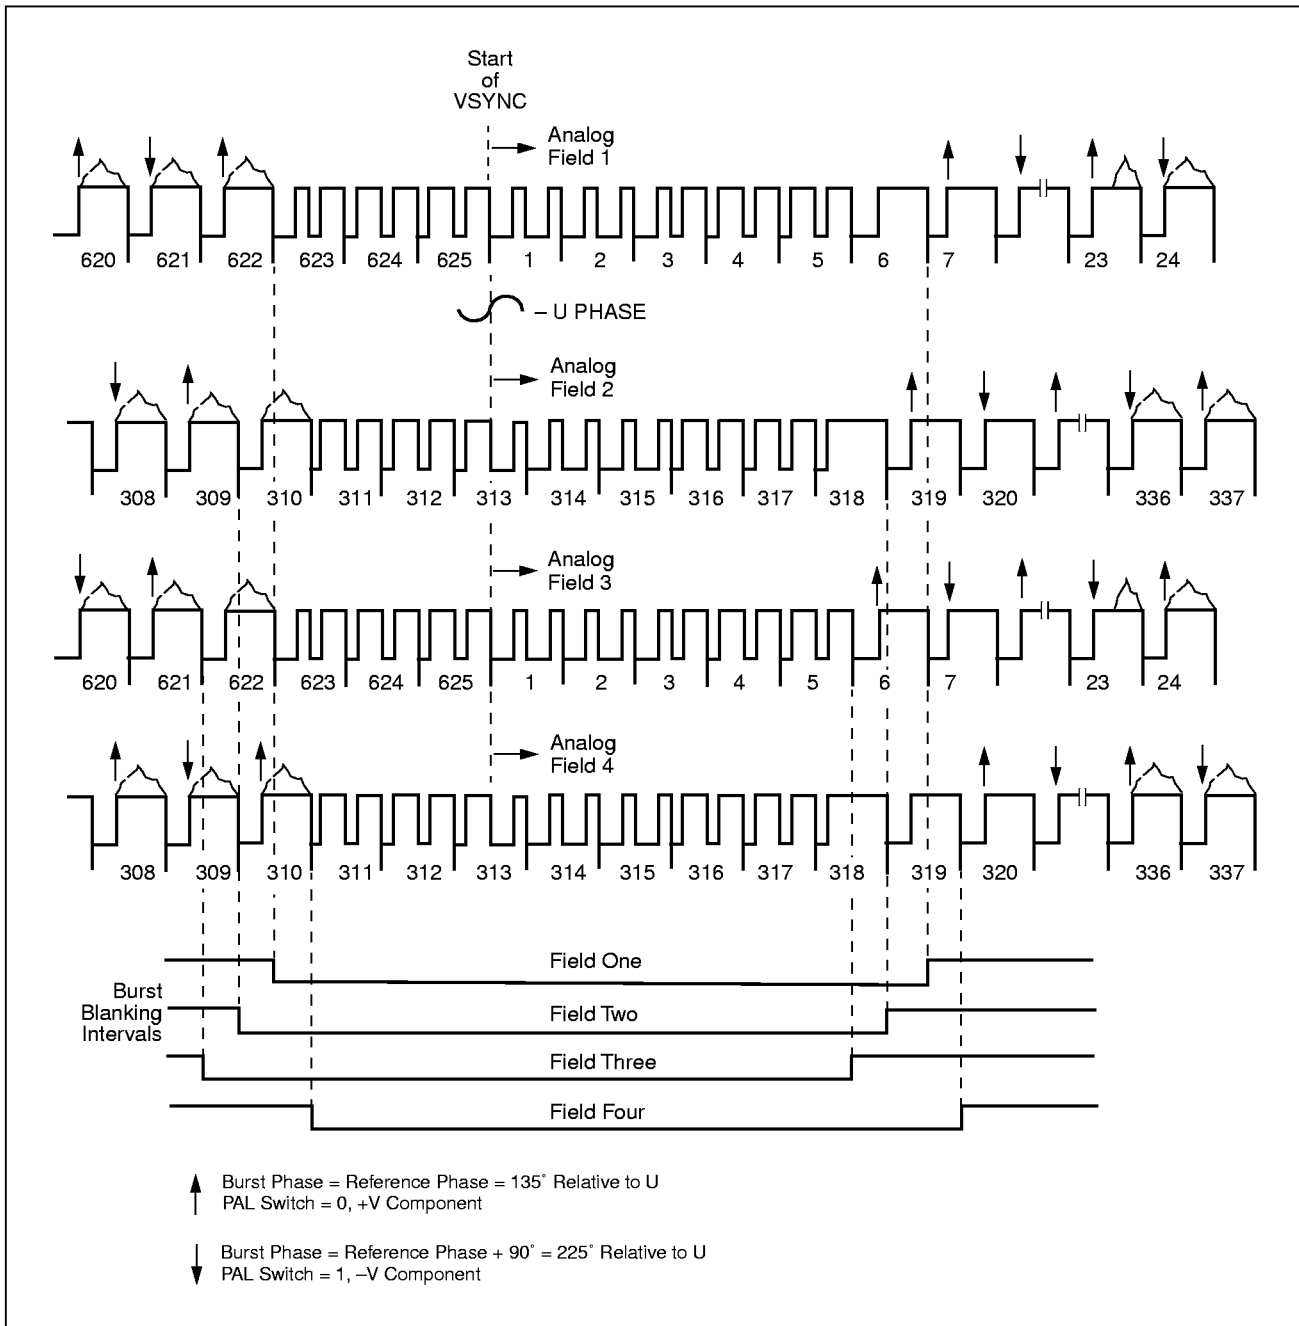 Start
of
VSYNC
Analog
Field 1
620 621 622 623 624 625 1 2 3 4 5 6 7 23 24
– U PHASE
Analog
Field 2
308 309 310 311 312 313 314 315 316 317 318 319 320 336 337
Analog
Field 3
620 621 622 623 624 625 1 2 3 4 5 6 7 23 24
Analog
Field 4
308 309 310 311 312 313 314 315 316 317 318 319 320 336 337
Field One
Burst
Blanking
Intervals
Field Two
Field Three
Field Four
Burst Phase = Reference Phase = 135° Relative to U
PAL Switch = 0, +V Component
Burst Phase = Reference Phase + 90° = 225° Relative to U
PAL Switch = 1, –V Component